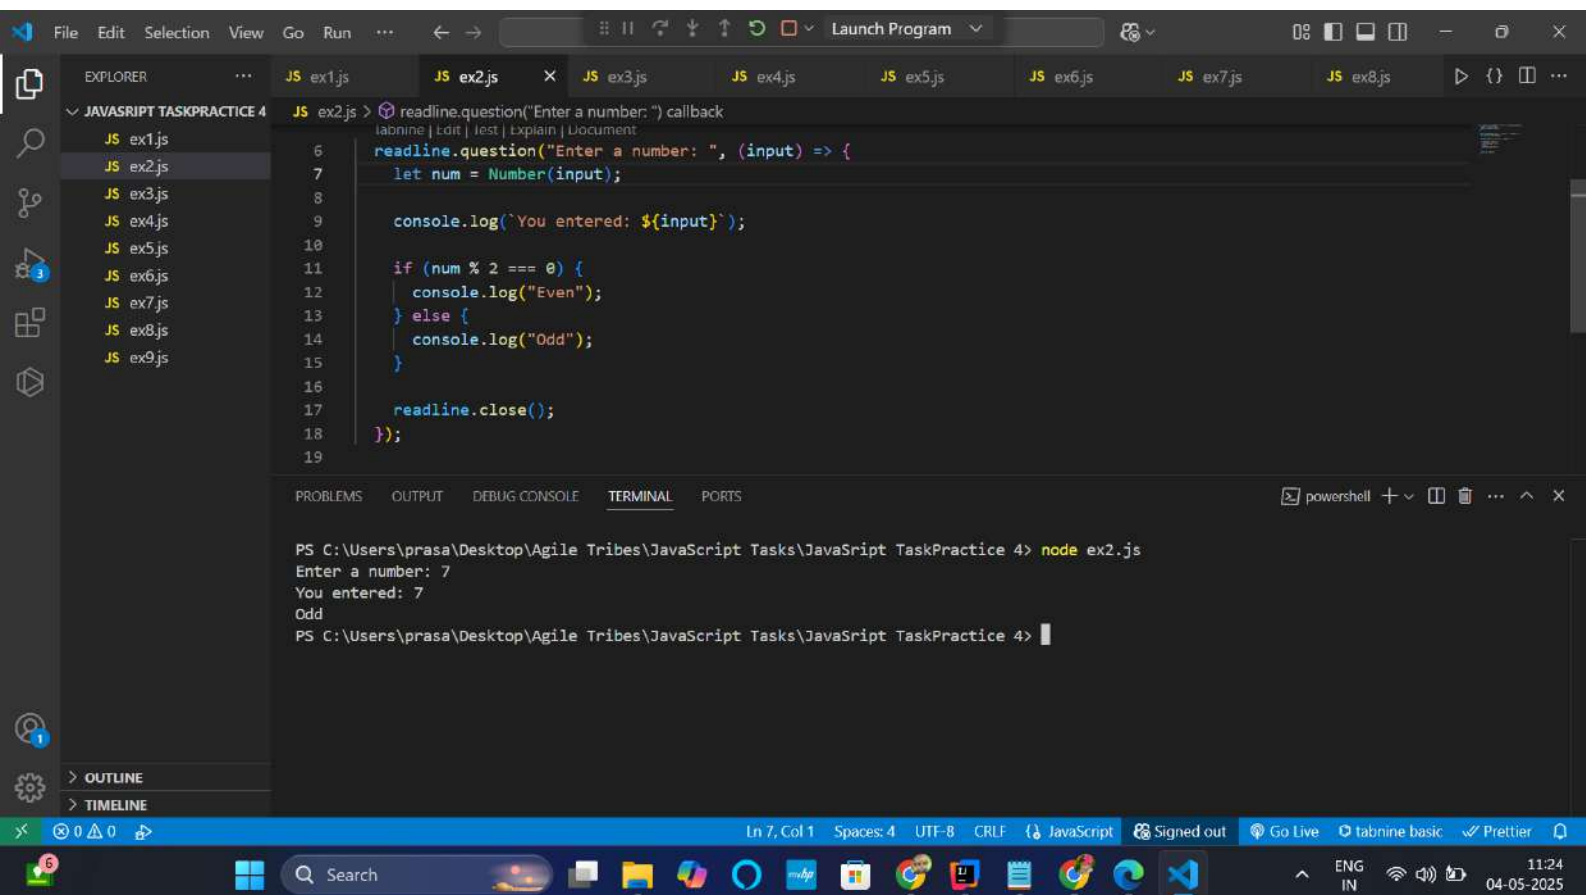 File Edit Selection View Go Run ··· Launch Program
EXPLORER ···
JS ex1.js JS ex2.js × JS ex3.js JS ex4.js JS ex5.js JS ex6.js JS ex7.js JS ex8.js
JAVASRIPT TASKPRACTICE 4
JS ex1.js
JS ex2.js
JS ex3.js
JS ex4.js
JS ex5.js
JS ex6.js
JS ex7.js
JS ex8.js
JS ex9.js
JS ex2.js > readline.question("Enter a number: ") callback
Tabnine | Edit | Test | Explain | Document
6 readline.question("Enter a number: ", (input) => {
7 let num = Number(input);
8
9 console.log(`You entered: ${input}`);
10
11 if (num % 2 === 0) {
12 console.log("Even");
13 } else {
14 console.log("Odd");
15 }
16
17 readline.close();
18 });
19
PROBLEMS OUTPUT DEBUG CONSOLE TERMINAL PORTS powershell
PS C:\Users\prasa\Desktop\Agile Tribes\JavaScript Tasks\JavaSript TaskPractice 4> node ex2.js
Enter a number: 7
You entered: 7
Odd
PS C:\Users\prasa\Desktop\Agile Tribes\JavaScript Tasks\JavaSript TaskPractice 4>
3
1
> OUTLINE
> TIMELINE
0 0 Ln 7, Col 1 Spaces: 4 UTF-8 CRLF JavaScript Signed out Go Live tabnine basic Prettier
6
Search
ENG
IN
11:24
04-05-2025